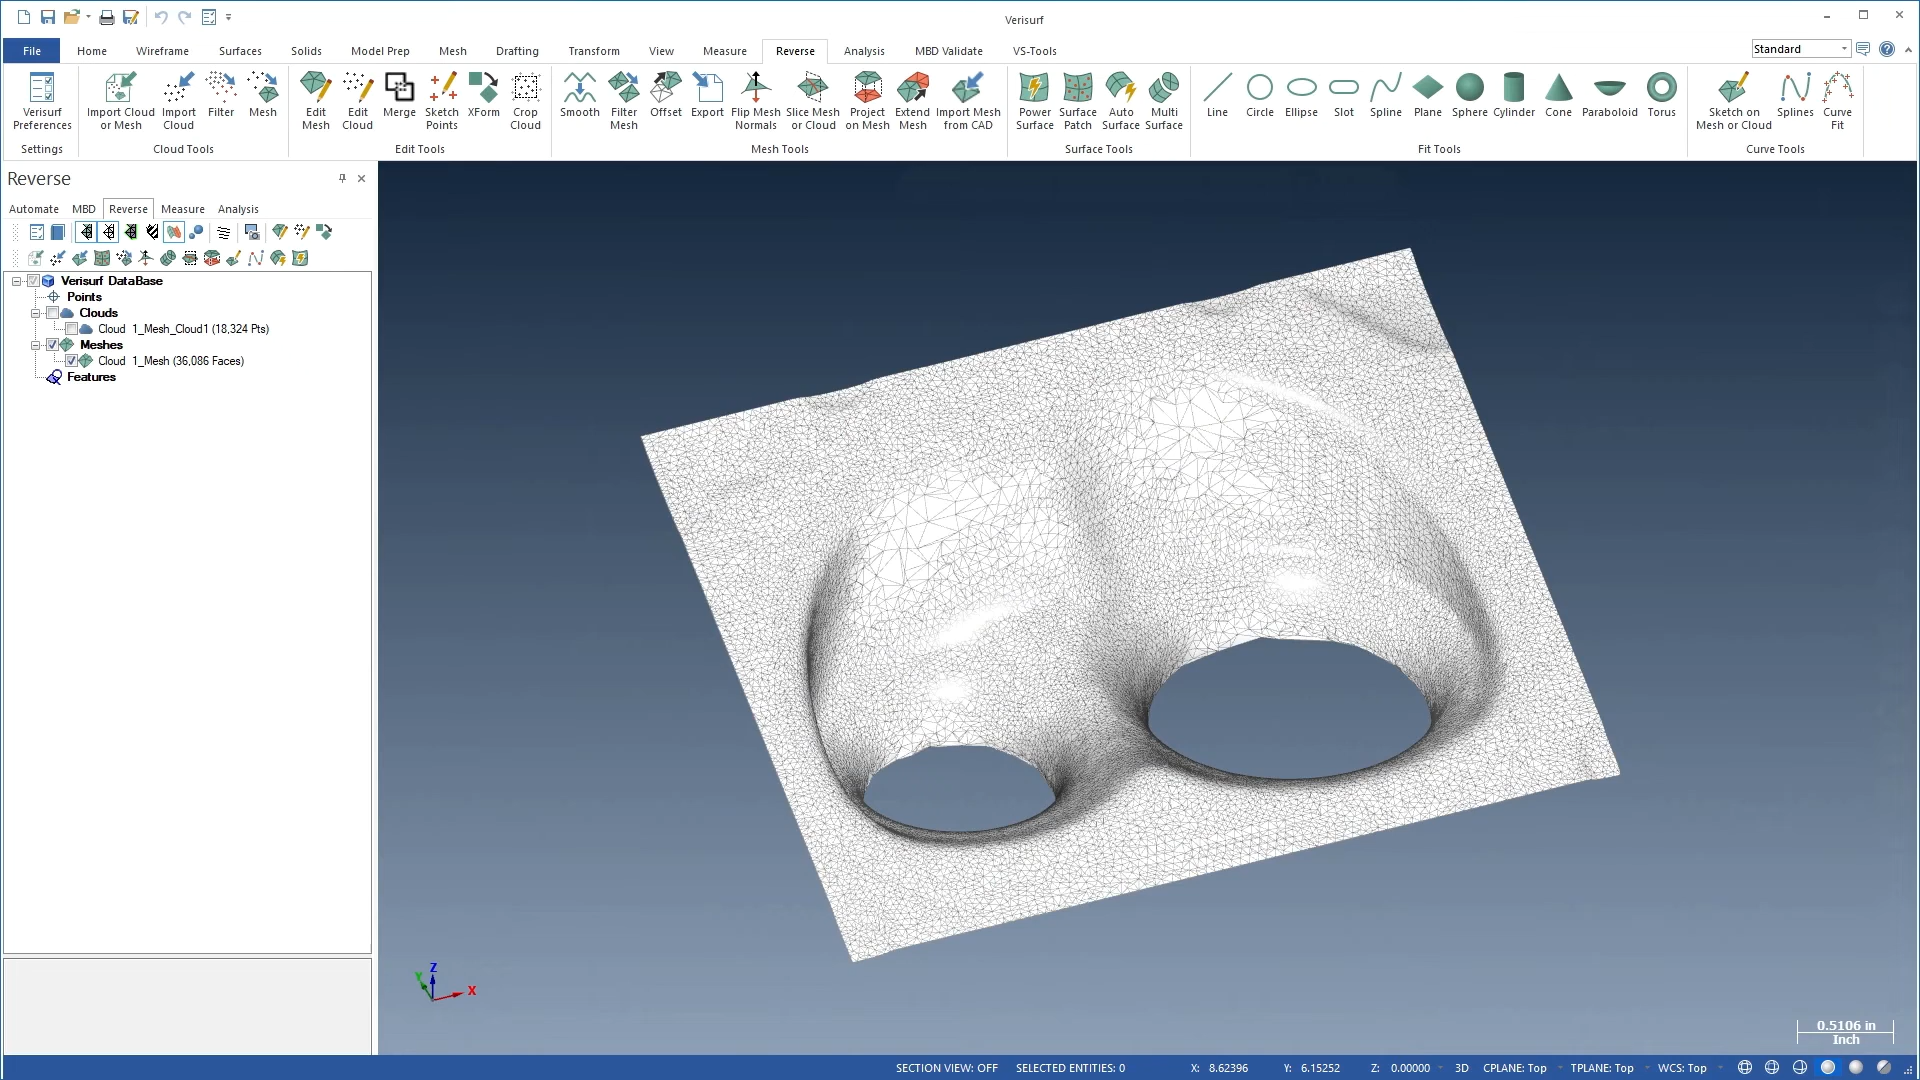 Verisurf
File Home Wireframe Surfaces Solids Model Prep Mesh Drafting Transform View Measure Reverse Analysis MBD Validate VS-Tools Standard
Verisurf Preferences
Import Cloud or Mesh
Import Cloud
Filter
Mesh
Edit Mesh
Edit Cloud
Merge
Sketch Points
XForm
Crop Cloud
Smooth
Filter Mesh
Offset
Export
Flip Mesh Normals
Slice Mesh or Cloud
Project on Mesh
Extend Mesh
Import Mesh from CAD
Power Surface
Surface Patch
Auto Surface
Multi Surface
Line
Circle
Ellipse
Slot
Spline
Plane
Sphere
Cylinder
Cone
Paraboloid
Torus
Sketch on Mesh or Cloud
Splines
Curve Fit
Settings Cloud Tools Edit Tools Mesh Tools Surface Tools Fit Tools Curve Tools
Reverse
Automate MBD Reverse Measure Analysis
Verisurf DataBase
Points
Clouds
Cloud 1_Mesh_Cloud1 (18,324 Pts)
Meshes
Cloud 1_Mesh (36,086 Faces)
Features
Z
Y
X
0.5106 in
Inch
SECTION VIEW: OFF SELECTED ENTITIES: 0 X: 8.62396 Y: 6.15252 Z: 0.00000 3D CPLANE: Top TPLANE: Top WCS: Top